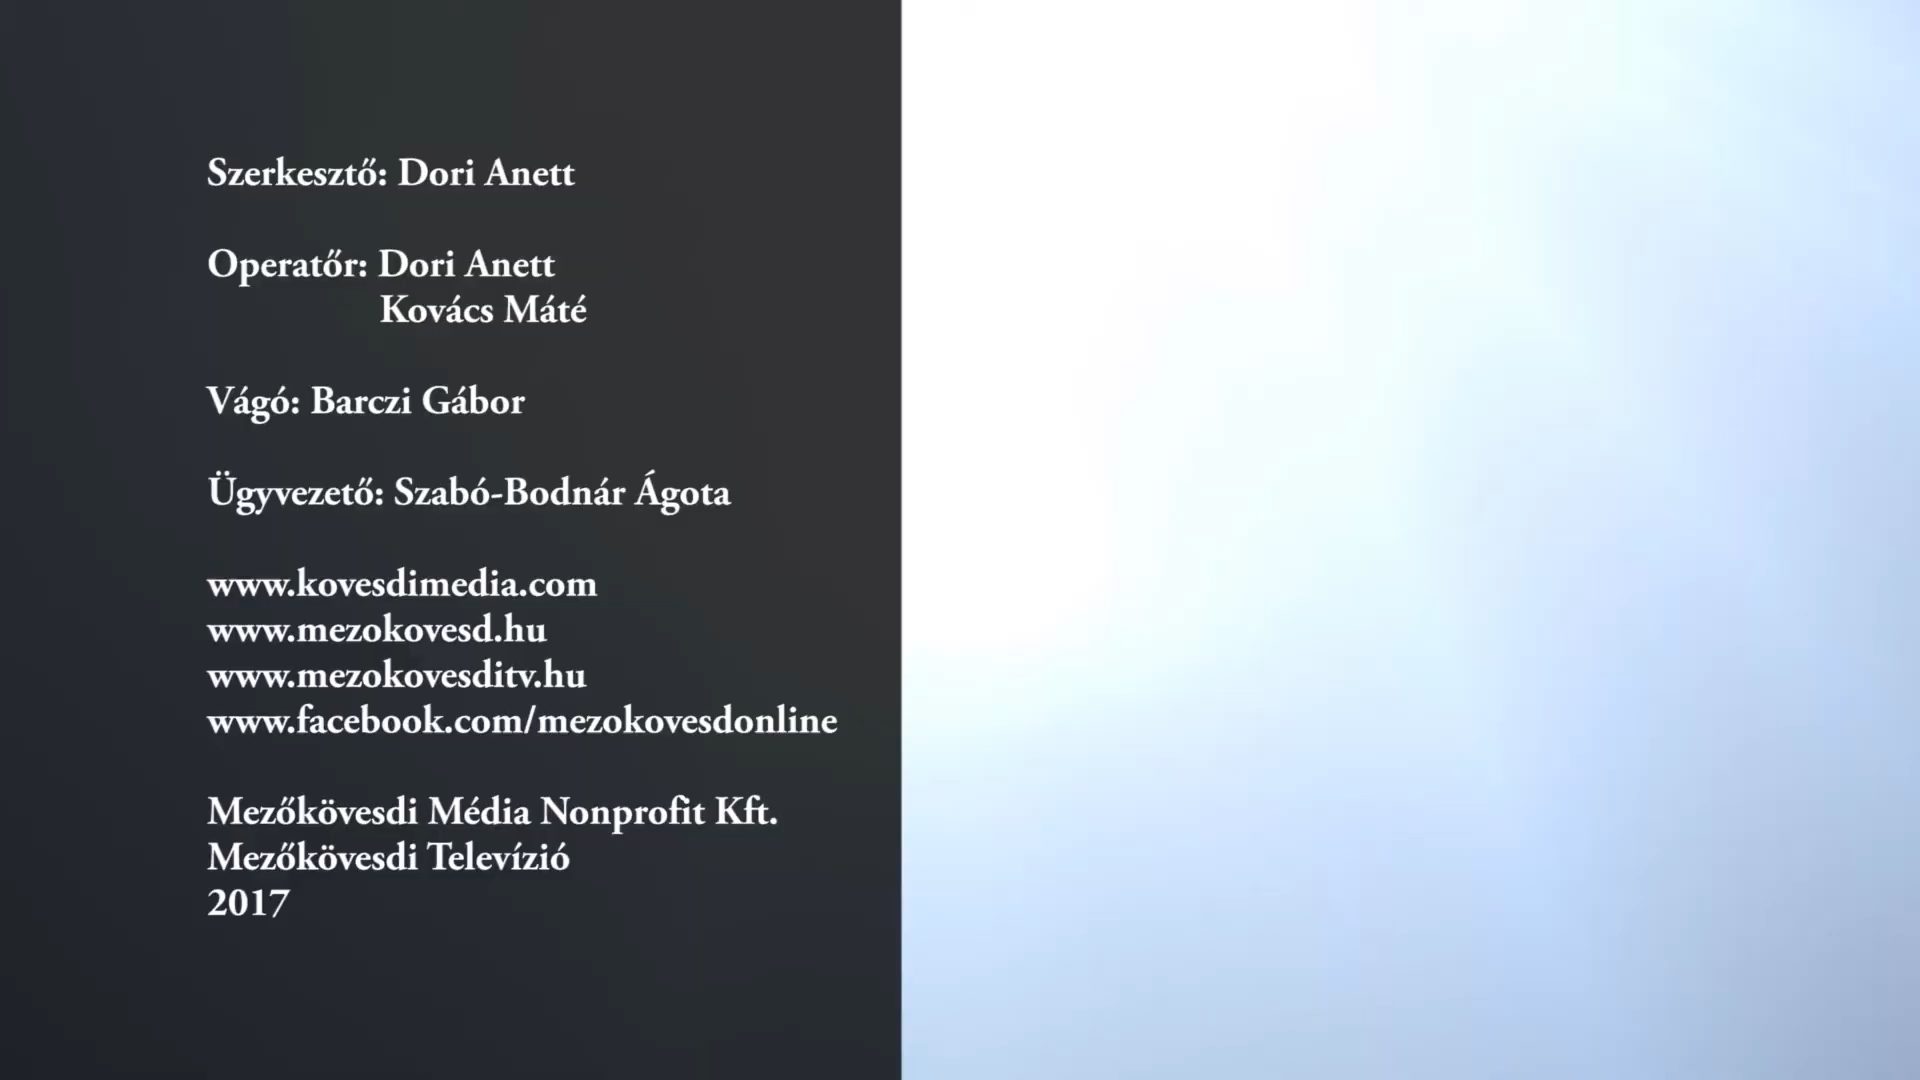 Szerkesztő: Dori Anett
Operatőr: Dori Anett
Kovács Máté
Vágó: Barczi Gábor
Ügyvezető: Szabó-Bodnár Ágota
www.kovesdimedia.com
www.mezokovesd.hu
www.mezokovesditv.hu
www.facebook.com/mezokovesdonline
Mezőkövesdi Média Nonprofit Kft.
Mezőkövesdi Televízió
2017